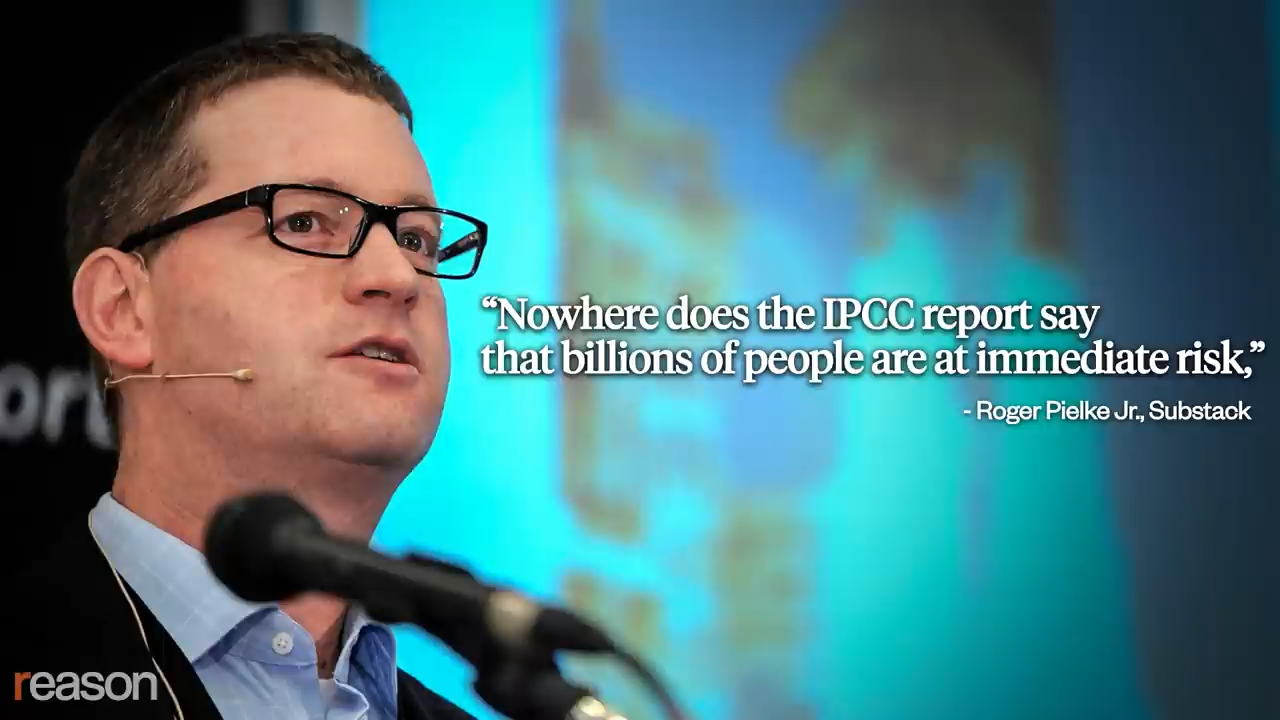 “Nowhere does the IPCC report say
that billions of people are at immediate risk,”
- Roger Pielke Jr., Substack
ort
reason